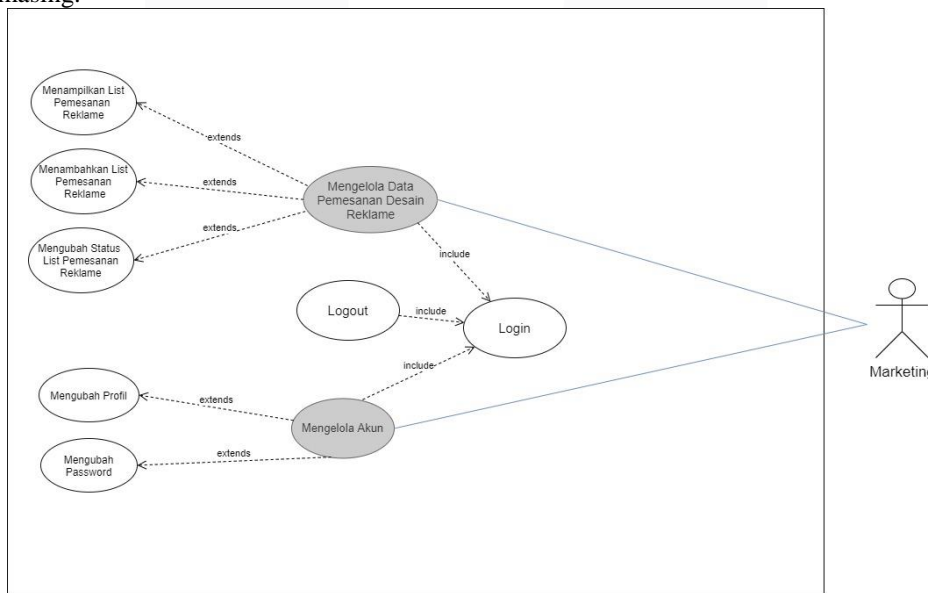 Menampilkan List
Pemesanan
Reklame
extends
Menambahkan List
Pemesanan
Reklame
extends
Mengelola Data
Pemesanan Desain
Reklame
Mengubah Status
List Pemesanan
Reklame
extends
include
Logout
include
Login
Marketing
include
Mengubah Profil
extends
Mengelola Akun
Mengubah
Password
extends